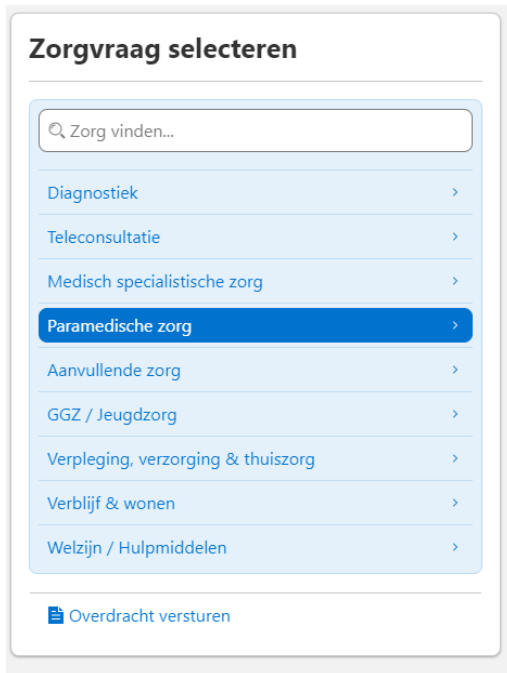 Zorgvraag selecteren
Zorg vinden...
Diagnostiek
Teleconsultatie
Medisch specialistische zorg
Paramedische zorg
Aanvullende zorg
GGZ / Jeugdzorg
Verpleging, verzorging & thuiszorg
Verblijf & wonen
Welzijn / Hulpmiddelen
Overdracht versturen